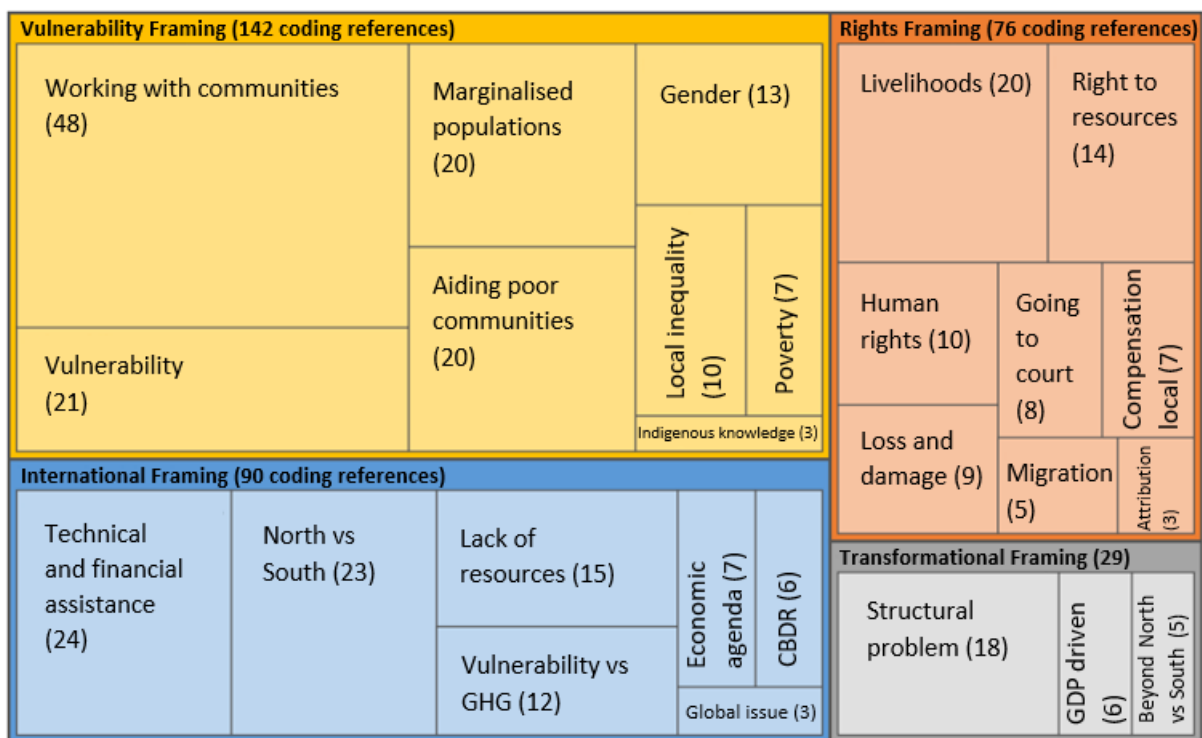 Vulnerability Framing (142 coding references)
Working with communities
(48)
Marginalised
populations
(20)
Gender (13)
Vulnerability
(21)
Aiding poor
communities
(20)
Local inequality
(10)
Poverty (7)
Indigenous knowledge (3)
International Framing (90 coding references)
Technical
and financial
assistance
(24)
North vs
South (23)
Lack of
resources (15)
Vulnerability vs
GHG (12)
Economic
agenda (7)
CBDR (6)
Global issue (3)
Rights Framing (76 coding references)
Livelihoods (20)
Right to
resources
(14)
Human
rights (10)
Going
to
court
(8)
Compensation
local (7)
Loss and
damage (9)
Migration
(5)
Attribution
(3)
Transformational Framing (29)
Structural
problem (18)
GDP driven
(6)
Beyond North
vs South (5)